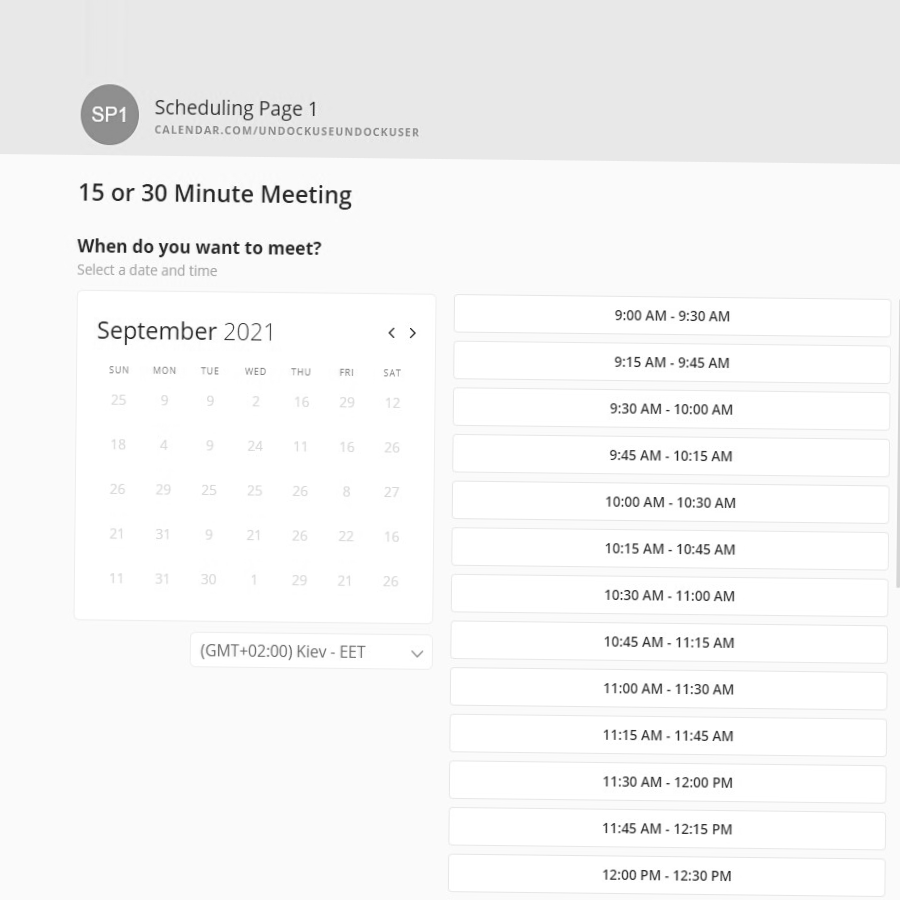 SP1
Scheduling Page 1
CALENDAR.COM/UNDOCKUSEUNDOCKUSER
15 or 30 Minute Meeting
When do you want to meet?
Select a date and time
September 2021
SUN MON TUE WED THU FRI SAT
25 9 9 2 16 29 12
18 4 9 24 11 16 26
26 29 25 25 26 8 27
21 31 9 21 26 22 16
11 31 30 1 29 21 26
(GMT+02:00) Kiev - EET
9:00 AM - 9:30 AM
9:15 AM - 9:45 AM
9:30 AM - 10:00 AM
9:45 AM - 10:15 AM
10:00 AM - 10:30 AM
10:15 AM - 10:45 AM
10:30 AM - 11:00 AM
10:45 AM - 11:15 AM
11:00 AM - 11:30 AM
11:15 AM - 11:45 AM
11:30 AM - 12:00 PM
11:45 AM - 12:15 PM
12:00 PM - 12:30 PM